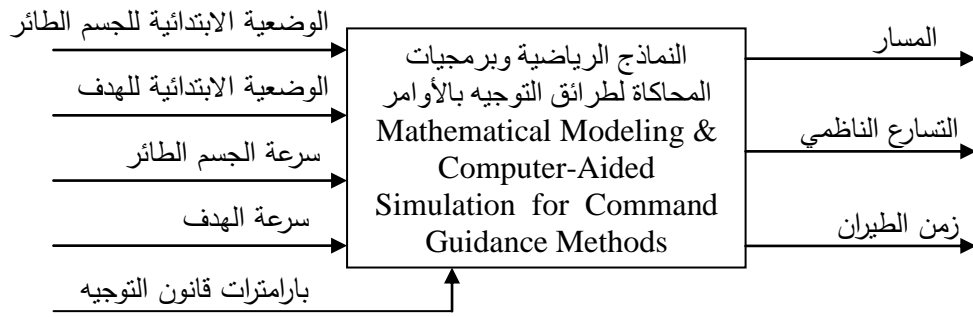 الوضعية الابتدائية للجسم الطائر
الوضعية الابتدائية للهدف
سرعة الجسم الطائر
سرعة الهدف
بارامترات قانون التوجيه
النماذج الرياضية وبرمجيات
المحاكاة لطرائق التوجيه بالأوامر
Mathematical Modeling &
Computer-Aided
Simulation for Command
Guidance Methods
المسار
التسارع الناظمي
زمن الطيران